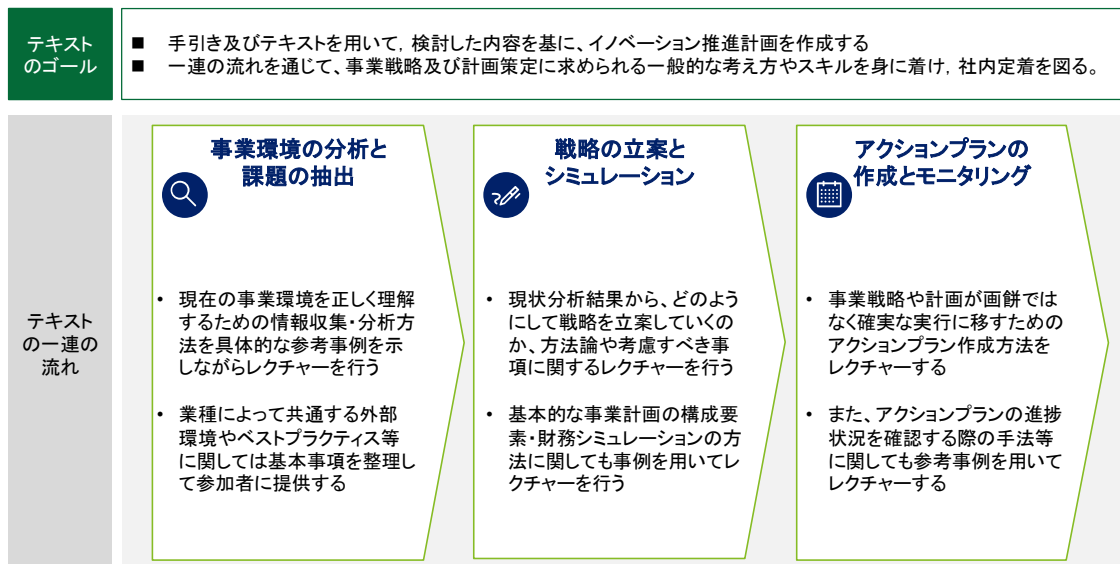 テキスト
のゴール
■ 手引き及びテキストを用いて，検討した内容を基に、イノベーション推進計画を作成する
■ 一連の流れを通じて、事業戦略及び計画策定に求められる一般的な考え方やスキルを身に着け，社内定着を図る。
テキスト
の一連の
流れ
事業環境の分析と
課題の抽出
• 現在の事業環境を正しく理解
するための情報収集・分析方
法を具体的な参考事例を示
しながらレクチャーを行う
• 業種によって共通する外部
環境やベストプラクティス等
に関しては基本事項を整理し
て参加者に提供する
戦略の立案と
シミュレーション
• 現状分析結果から、どのよう
にして戦略を立案していくの
か、方法論や考慮すべき事
項に関するレクチャーを行う
• 基本的な事業計画の構成要
素・財務シミュレーションの方
法に関しても事例を用いてレ
クチャーを行う
アクションプランの
作成とモニタリング
• 事業戦略や計画が画餅では
なく確実な実行に移すための
アクションプラン作成方法を
レクチャーする
• また、アクションプランの進捗
状況を確認する際の手法等
に関しても参考事例を用いて
レクチャーする